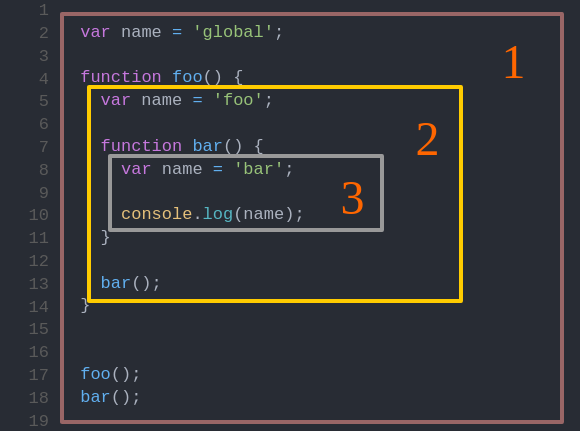 1
2 var name = 'global';
3
4 function foo() {
5 var name = 'foo';
6
7 function bar() {
8 var name = 'bar';
9
10 console.log(name);
11 }
12
13 bar();
14 }
15
16
17 foo();
18 bar();
19
1
2
3